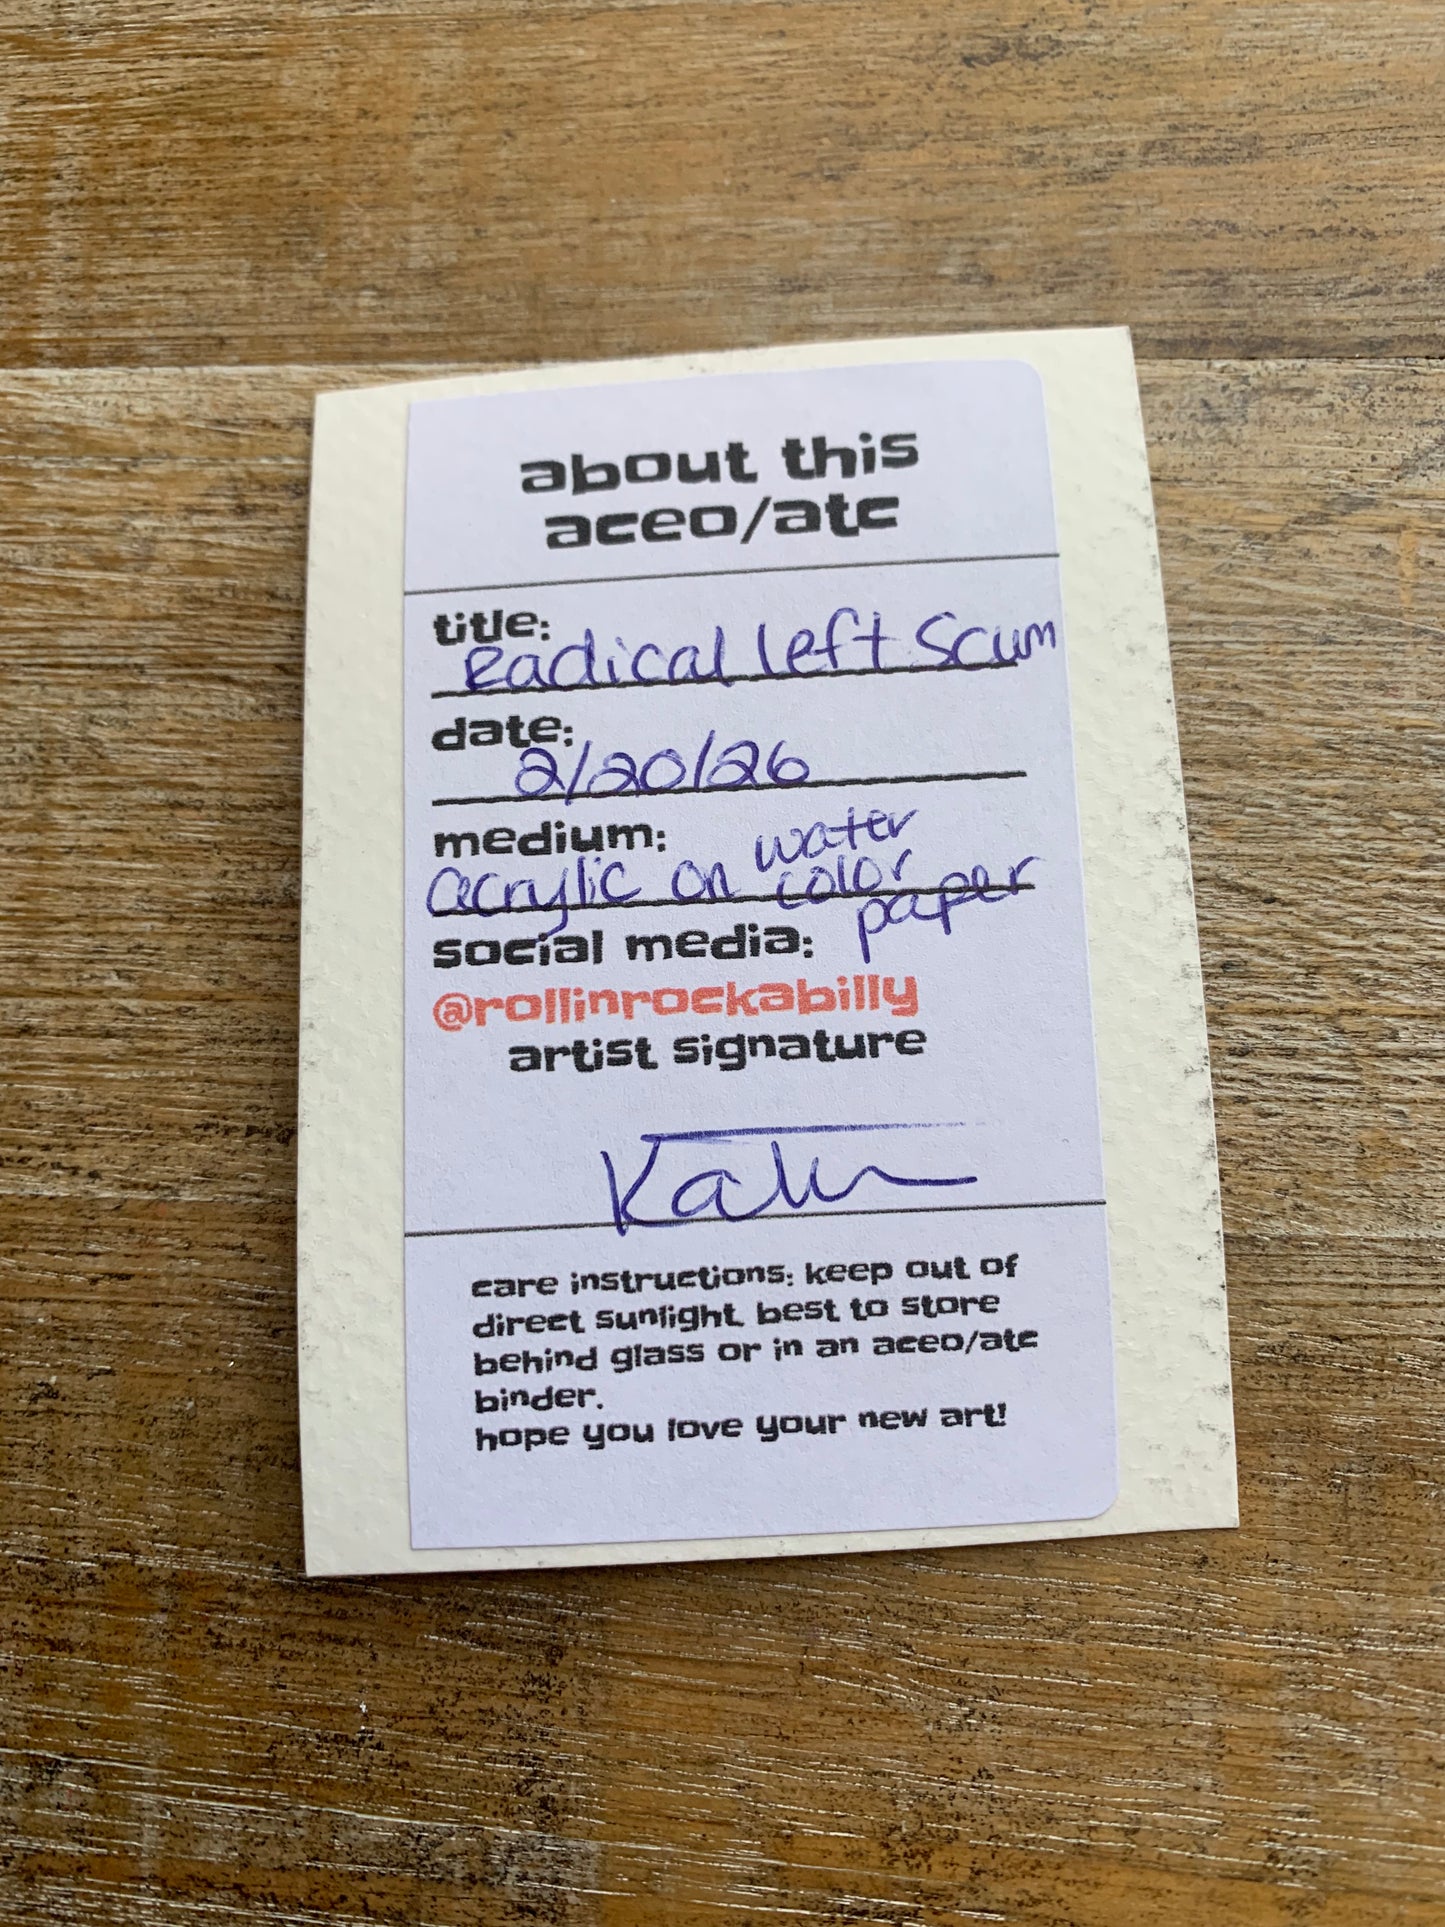 about this
aceo/atc
title:
Radical Left Scum
date:
2/20/26
medium:
acrylic on water
color
paper
social media:
@rollinrockabilly
artist signature
care instructions: keep out of
direct sunlight. best to store
behind glass or in an aceo/atc
binder.
hope you love your new art!